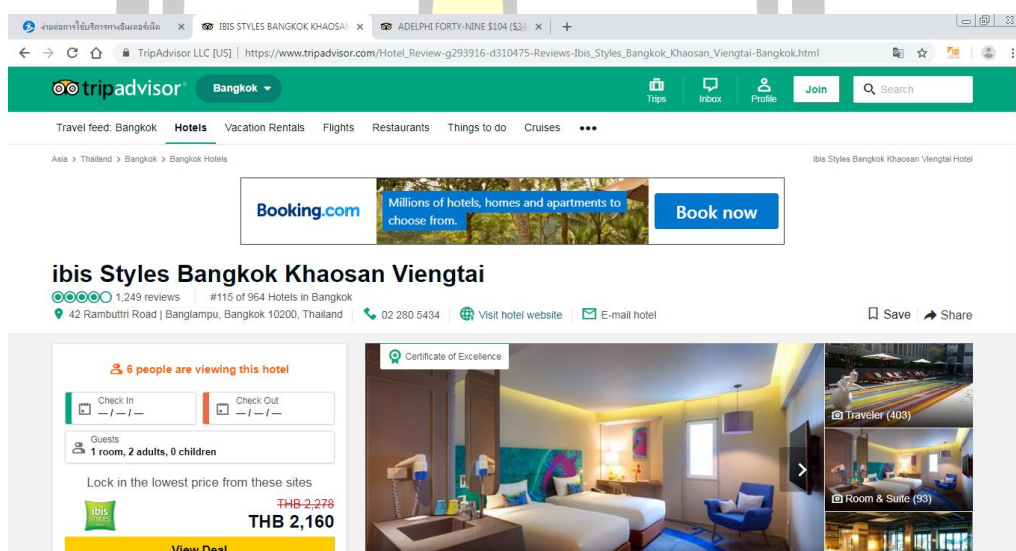 จ่ายต่อการใช้บริการทางอินเตอร์เน็ต
IBIS STYLES BANGKOK KHAOSAN
ADELPHI FORTY-NINE $104
TripAdvisor LLC [US] | https://www.tripadvisor.com/Hotel_Review-g293916-d310475-Reviews-Ibis_Styles_Bangkok_Khaosan_Viengtai-Bangkok.html
tripadvisor
Bangkok
Trips
Inbox
Profile
Join
Search
Travel feed: Bangkok Hotels Vacation Rentals Flights Restaurants Things to do Cruises •••
Asia > Thailand > Bangkok > Bangkok Hotels
Ibis Styles Bangkok Khaosan Viengtai Hotel
Booking.com
Millions of hotels, homes and apartments to
choose from.
Book now
ibis Styles Bangkok Khaosan Viengtai
1,249 reviews #115 of 964 Hotels in Bangkok
42 Rambuttri Road | Banglampu, Bangkok 10200, Thailand 02 280 5434 Visit hotel website E-mail hotel
Save Share
6 people are viewing this hotel
Check In
—/—/—
Check Out
—/—/—
Guests
1 room, 2 adults, 0 children
Lock in the lowest price from these sites
ibis
styles
THB 2,278
THB 2,160
View Deal
Certificate of Excellence
Traveler (403)
Room & Suite (93)